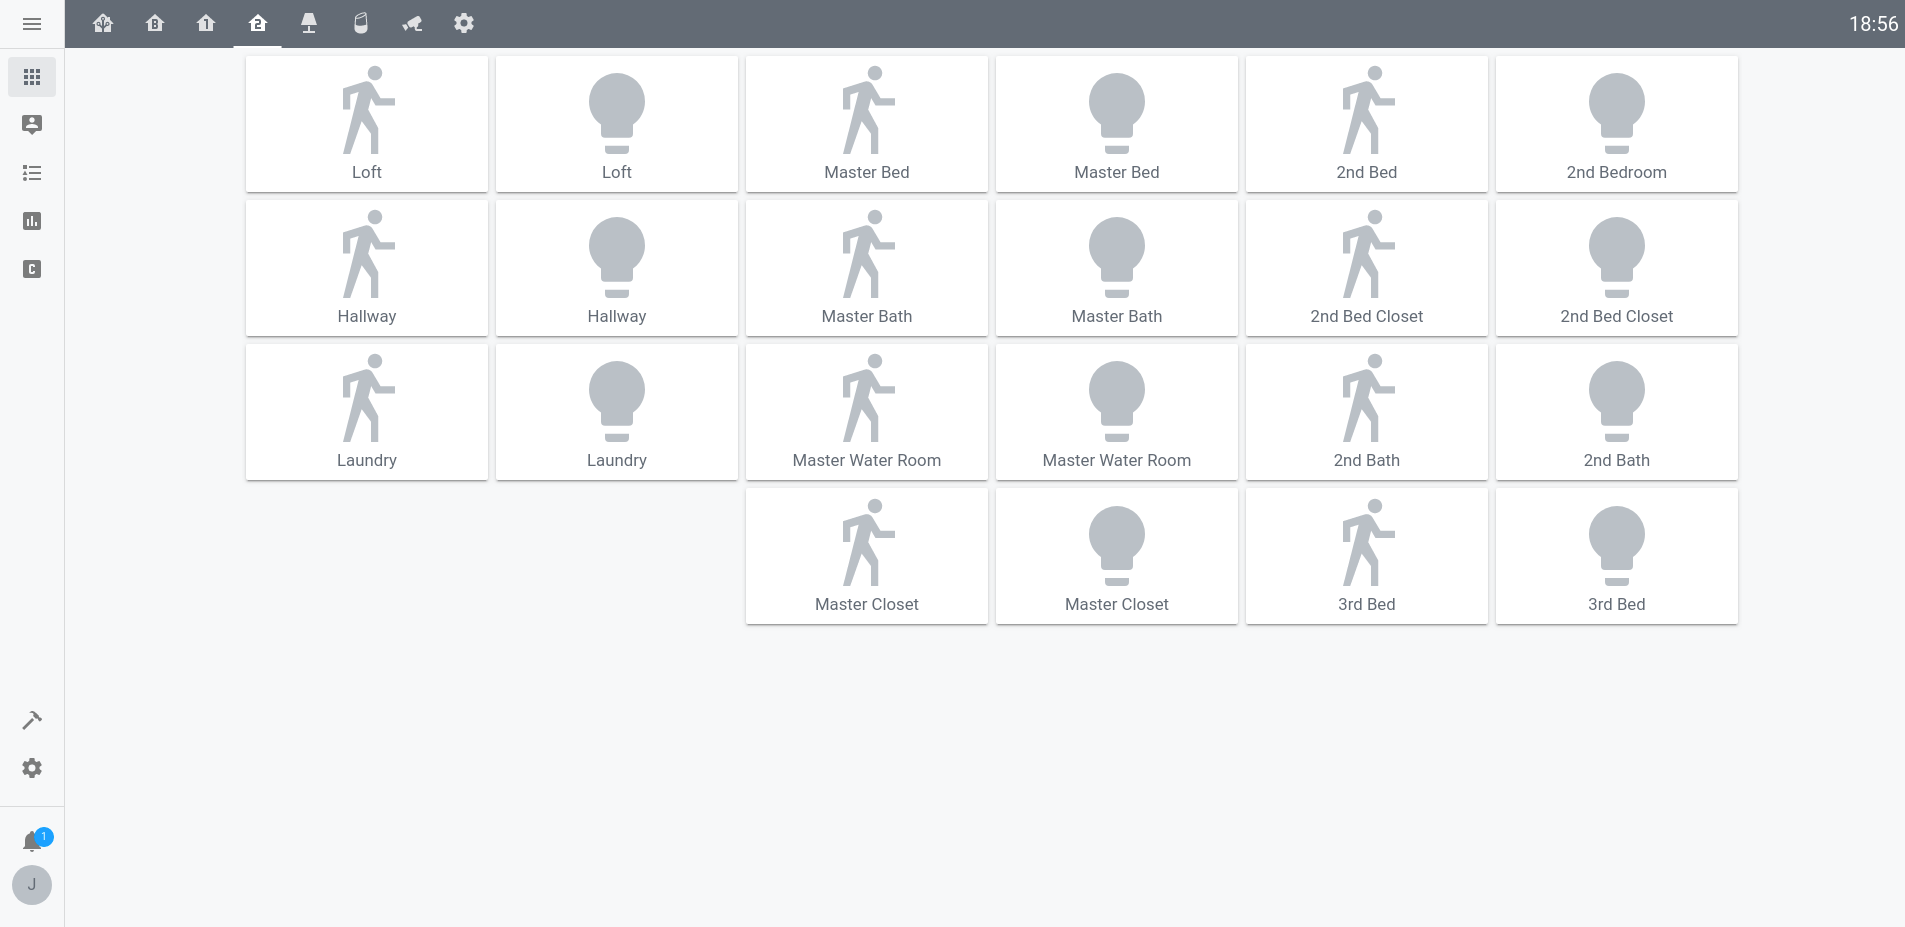 B 1 2 18:56
Loft Loft Master Bed Master Bed 2nd Bed 2nd Bedroom
Hallway Hallway Master Bath Master Bath 2nd Bed Closet 2nd Bed Closet
C
Laundry Laundry Master Water Room Master Water Room 2nd Bath 2nd Bath
Master Closet Master Closet 3rd Bed 3rd Bed
1
J